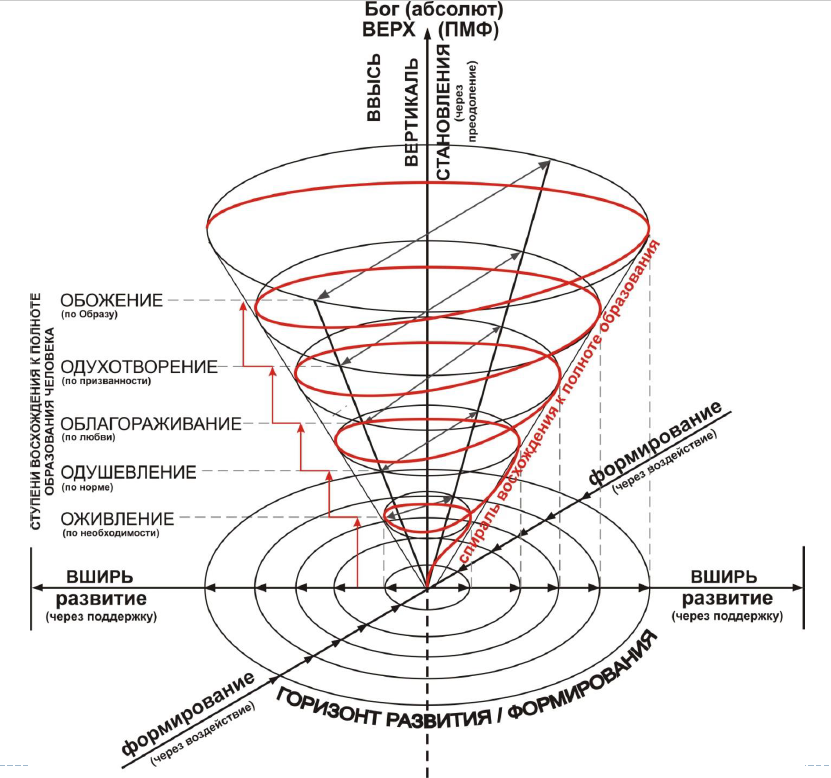 Бог (абсолют)
ВЕРХ (ПМФ)
ВВЫСЬ
ВЕРТИКАЛЬ
СТАНОВЛЕНИЯ
(через
преодоление)
СТУПЕНИ ВОСХОЖДЕНИЯ К ПОЛНОТЕ
ОБРАЗОВАНИЯ ЧЕЛОВЕКА
ОБОЖЕНИЕ
(по Образу)
ОДУХОТВОРЕНИЕ
(по призванности)
ОБЛАГОРАЖИВАНИЕ
(по любви)
ОДУШЕВЛЕНИЕ
(по норме)
ОЖИВЛЕНИЕ
(по необходимости)
спираль восхождения к полноте образования
формирование
(через воздействие)
ВШИРЬ
развитие
(через поддержку)
ВШИРЬ
развитие
(через поддержку)
формирование
(через воздействие)
ГОРИЗОНТ РАЗВИТИЯ / ФОРМИРОВАНИЯ